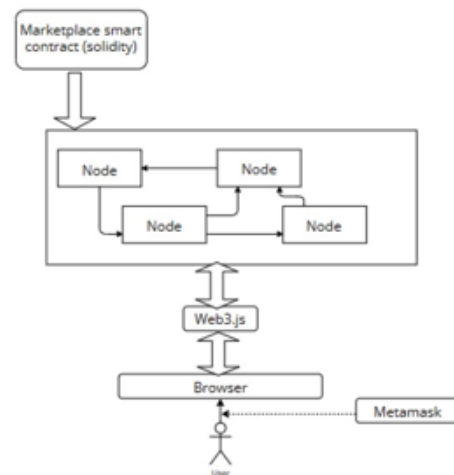 Marketplace smart
contract (solidity)
Node
Node
Node
Node
Web3.js
Browser
Metamask
User